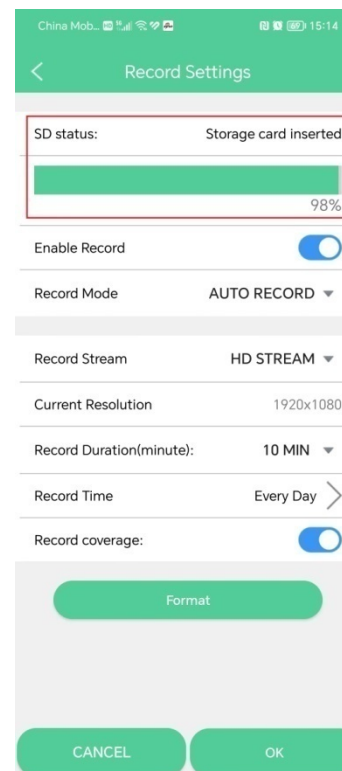 China Mob... 15:14
Record Settings
SD status: Storage card inserted
98%
Enable Record
Record Mode AUTO RECORD
Record Stream HD STREAM
Current Resolution 1920x1080
Record Duration(minute): 10 MIN
Record Time Every Day
Record coverage:
Format
CANCEL OK